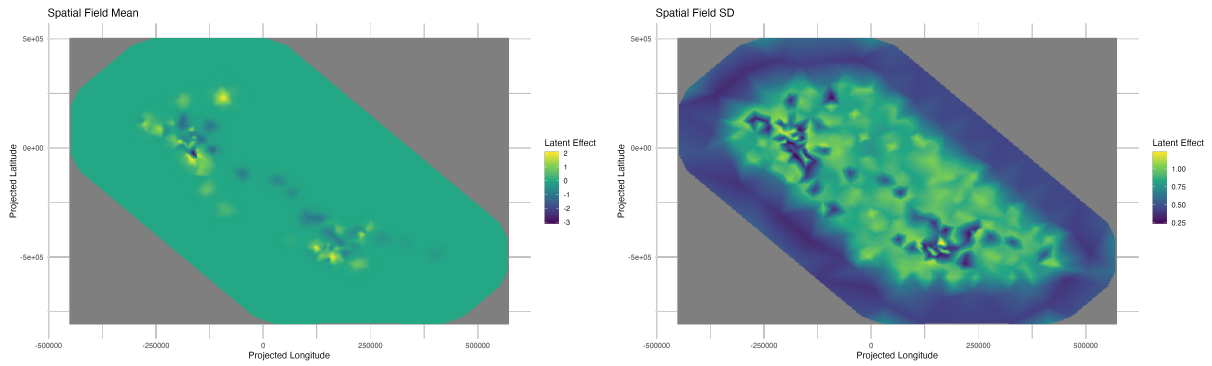 Spatial Field Mean
5e+05
0e+00
-5e+05
Projected Latitude
-500000
-250000
0
250000
500000
Projected Longitude
Latent Effect
2
1
0
-1
-2
-3
Spatial Field SD
5e+05
0e+00
-5e+05
Projected Latitude
-500000
-250000
0
250000
500000
Projected Longitude
Latent Effect
1.00
0.75
0.50
0.25